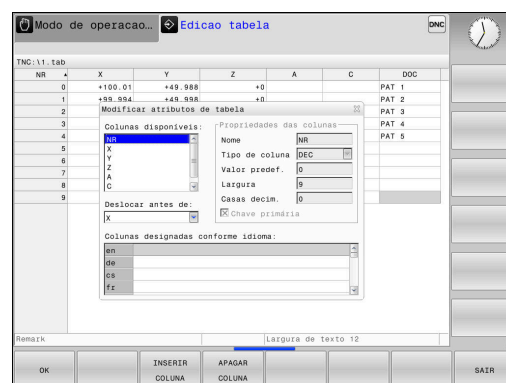 Modo de operacao... Edicao tabela DNC
TNC:\1.tab
NR X Y Z A C DOC
0 +100.01 +49.988 +0 PAT 1
1 +99.994 +49.998 +0 PAT 2
2 PAT 3
3 PAT 4
4 PAT 5
5
6
7
8
9
Modificar atributos de tabela
Colunas disponíveis:
NR
X
Y
Z
A
C
Deslocar antes de:
X
Propriedades das colunas
Nome NR
Tipo de coluna DEC
Valor predef. 0
Largura 9
Casas decim. 0
Chave primária
Colunas designadas conforme idioma:
en
de
cs
fr
Remark Largura de texto 12
OK INSERIR COLUNA APAGAR COLUNA SAIR